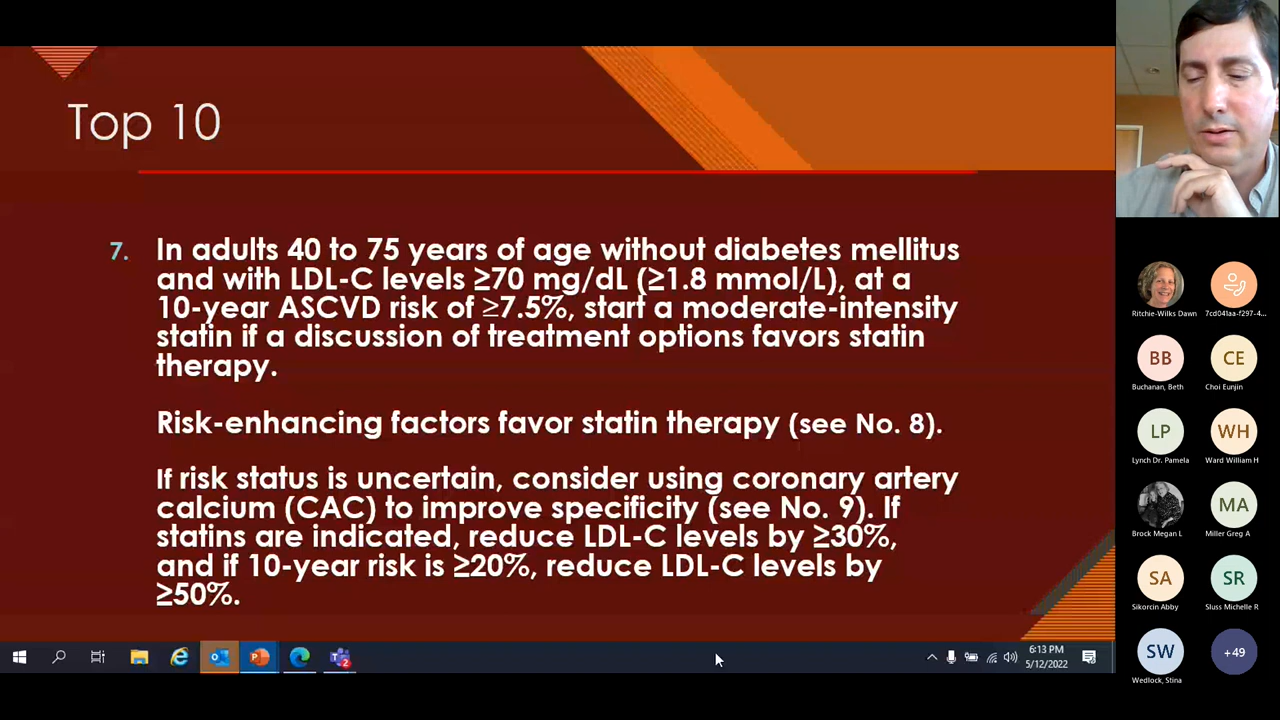 Top 10
7. In adults 40 to 75 years of age without diabetes mellitus
and with LDL-C levels ≥70 mg/dL (≥1.8 mmol/L), at a
10-year ASCVD risk of ≥7.5%, start a moderate-intensity
statin if a discussion of treatment options favors statin
therapy.
Risk-enhancing factors favor statin therapy (see No. 8).
If risk status is uncertain, consider using coronary artery
calcium (CAC) to improve specificity (see No. 9). If
statins are indicated, reduce LDL-C levels by ≥30%,
and if 10-year risk is ≥20%, reduce LDL-C levels by
≥50%.
6:13 PM
5/12/2022
Ritchie-Wilks Dawn
7cd041aa-f297-4...
BB
Buchanan, Beth
CE
Choi Eunjin
LP
Lynch Dr. Pamela
WH
Ward William H
Brock Megan L
MA
Miller Greg A
SA
Sikorcin Abby
SR
Sluss Michelle R
SW
Wedlock, Stina
+49